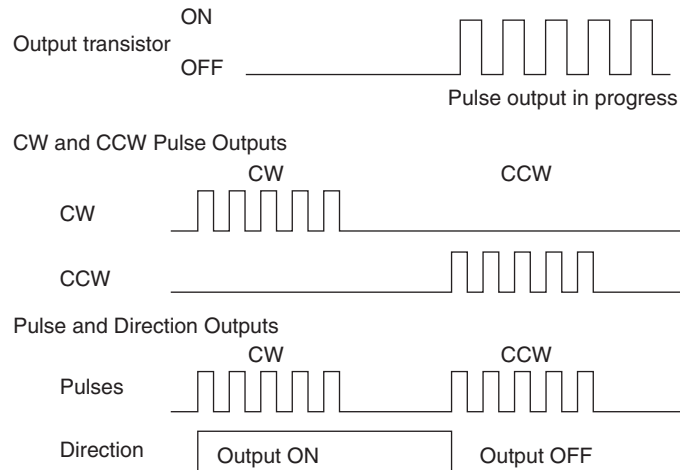 ON
Output transistor
OFF
Pulse output in progress
CW and CCW Pulse Outputs
CW CCW
CW
CCW
Pulse and Direction Outputs
CW CCW
Pulses
Direction Output ON Output OFF